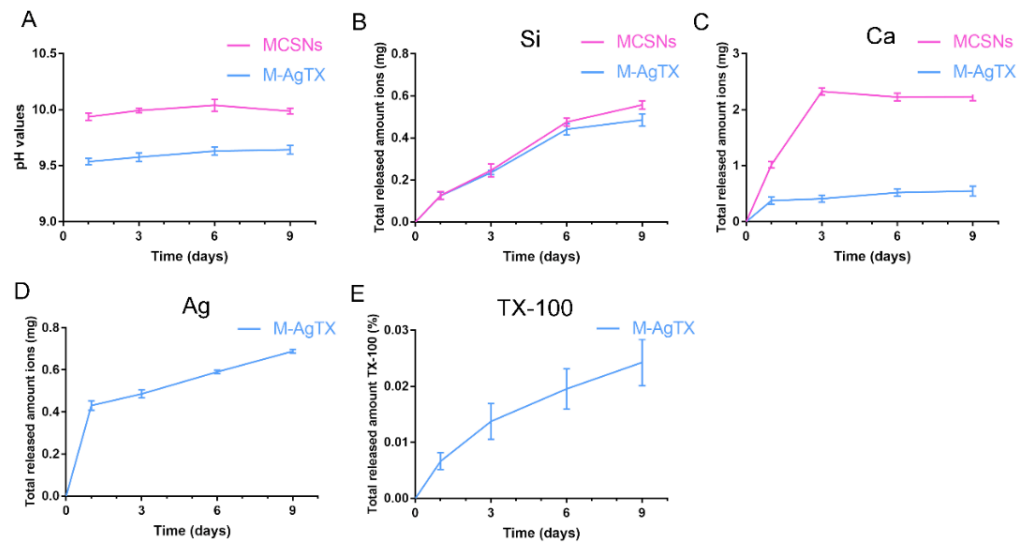 A
MCSNs
M-AgTX
pH values
10.5
10.0
9.5
9.0
0 3 6 9
Time (days)
B
Si
MCSNs
M-AgTX
Total released amount ions (mg)
0.8
0.6
0.4
0.2
0.0
0 3 6 9
Time (days)
C
Ca
MCSNs
M-AgTX
Total released amount ions (mg)
3
2
1
0
0 3 6 9
Time (days)
D
Ag
M-AgTX
Total released amount ions (mg)
0.8
0.6
0.4
0.2
0.0
0 3 6 9
Time (days)
E
TX-100
M-AgTX
Total released amount TX-100 (%)
0.03
0.02
0.01
0.00
0 3 6 9
Time (days)